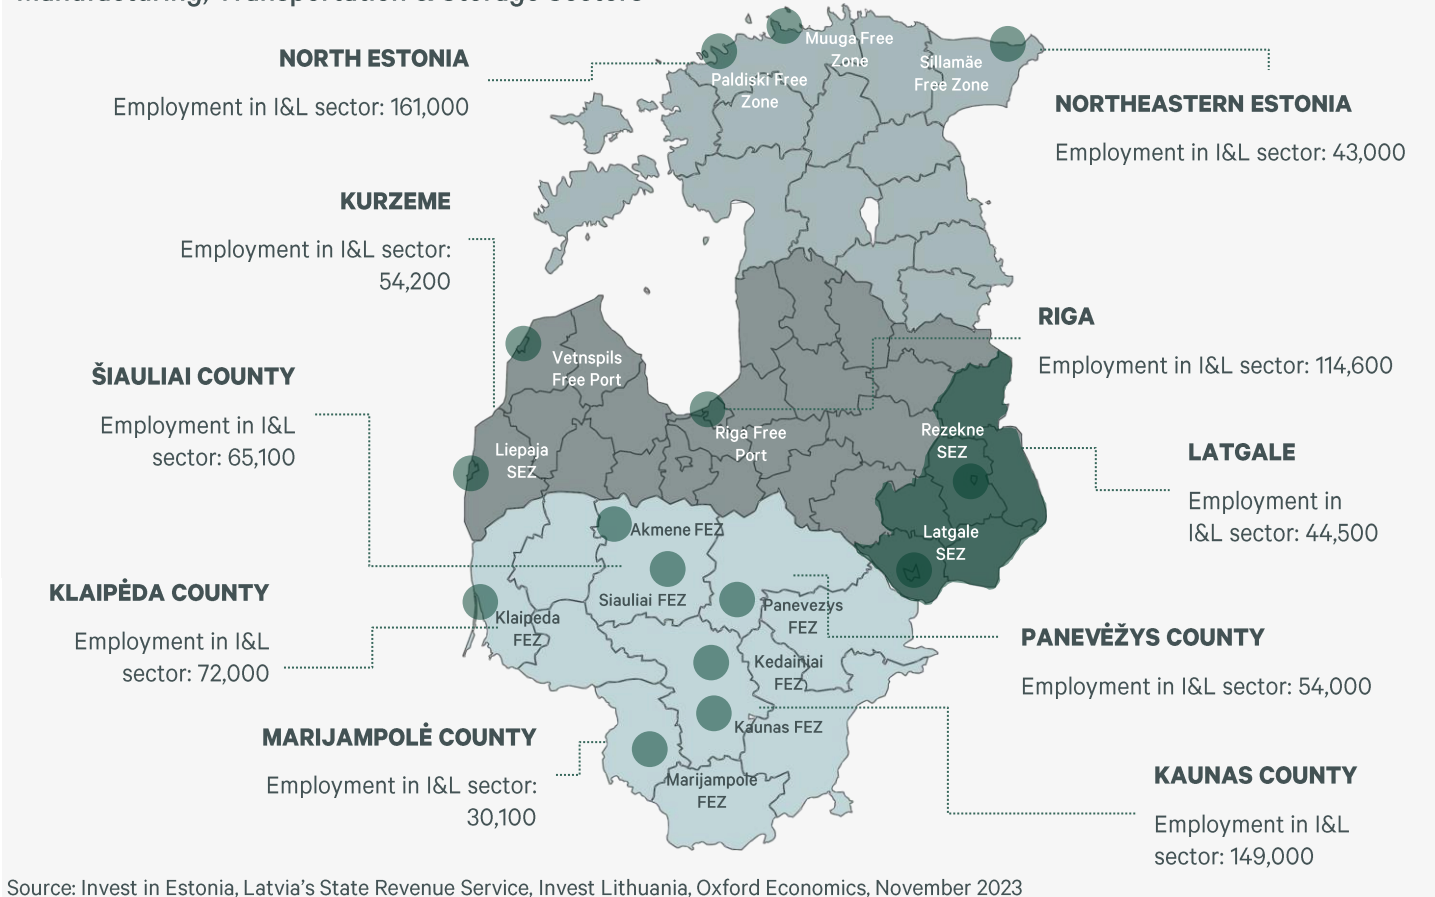 Manufacturing, Transportation & Storage Sectors
NORTH ESTONIA
Employment in I&L sector: 161,000
Muuga Free
Zone
Paldiski Free
Zone
Sillamäe
Free Zone
NORTHEASTERN ESTONIA
Employment in I&L sector: 43,000
KURZEME
Employment in I&L sector:
54,200
RIGA
Employment in I&L sector: 114,600
Vetnspils
Free Port
ŠIAULIAI COUNTY
Employment in I&L
sector: 65,100
Riga Free
Port
Rezekne
SEZ
Liepaja
SEZ
LATGALE
Employment in
I&L sector: 44,500
Latgale
SEZ
Akmene FEZ
Siauliai FEZ
Panevezys
FEZ
KLAIPĖDA COUNTY
Employment in I&L
sector: 72,000
Klaipeda
FEZ
PANEVĖŽYS COUNTY
Employment in I&L sector: 54,000
Kedainiai
FEZ
Kaunas FEZ
MARIJAMPOLĖ COUNTY
Employment in I&L sector:
30,100
Marijampole
FEZ
KAUNAS COUNTY
Employment in I&L
sector: 149,000
Source: Invest in Estonia, Latvia’s State Revenue Service, Invest Lithuania, Oxford Economics, November 2023